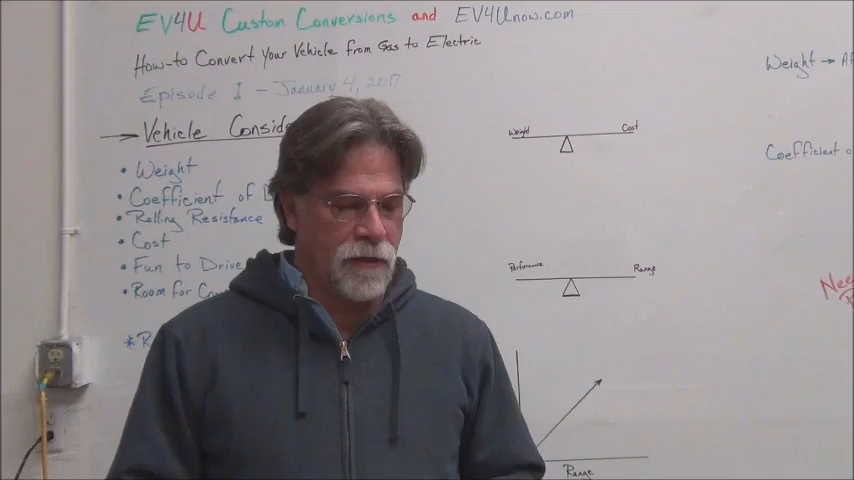 EV4U Custom Conversions and EV4Unow.com
How-to Convert Your Vehicle from Gas to Electric
Episode I - January 4, 2017
Vehicle Consid
• Weight
• Coefficient of
• Rolling Resistance
• Cost
• Fun to Drive
• Room for
* R
Weight Cost
Performance Range
Range
Weight →
Coefficient o
Nee